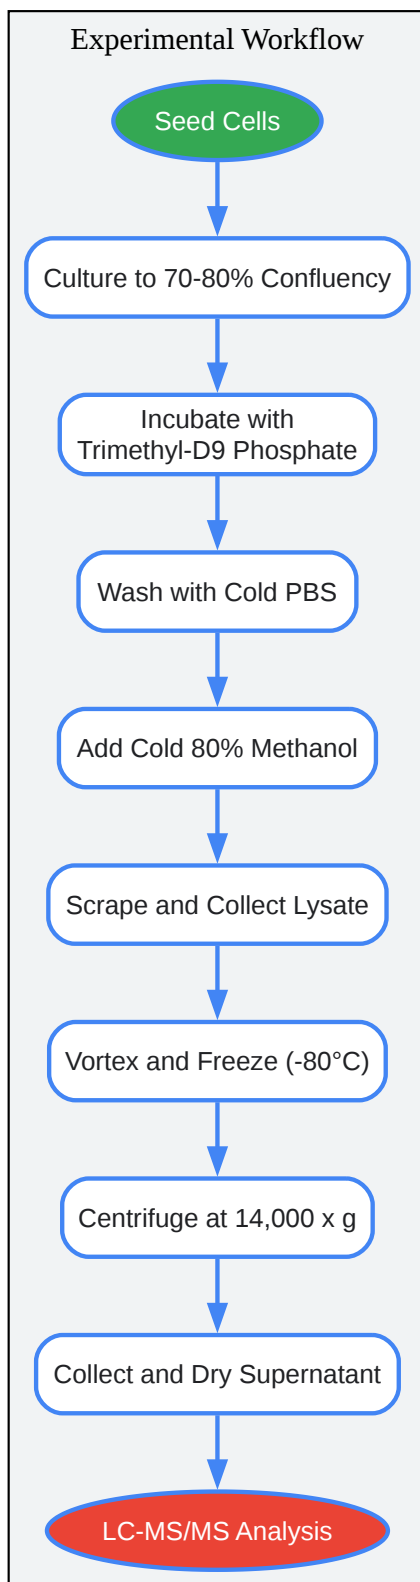 Experimental Workflow
Seed Cells
Culture to 70-80% Confluency
Incubate with
Trimethyl-D9 Phosphate
Wash with Cold PBS
Add Cold 80% Methanol
Scrape and Collect Lysate
Vortex and Freeze (-80°C)
Centrifuge at 14,000 x g
Collect and Dry Supernatant
LC-MS/MS Analysis